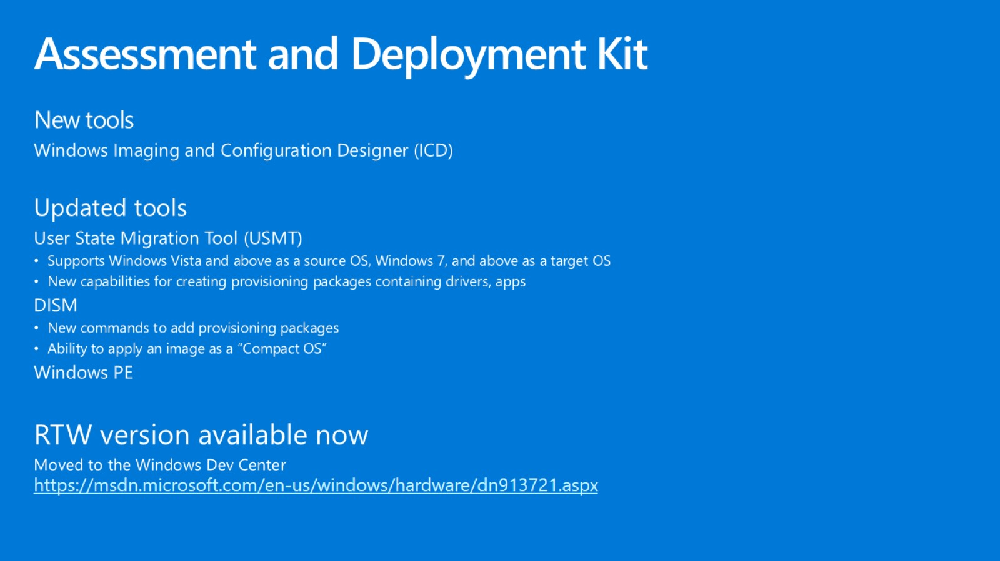 Assessment and Deployment Kit
New tools
Windows Imaging and Configuration Designer (ICD)
Updated tools
User State Migration Tool (USMT)
• Supports Windows Vista and above as a source OS, Windows 7, and above as a target OS
• New capabilities for creating provisioning packages containing drivers, apps
DISM
• New commands to add provisioning packages
• Ability to apply an image as a “Compact OS”
Windows PE
RTW version available now
Moved to the Windows Dev Center
https://msdn.microsoft.com/en-us/windows/hardware/dn913721.aspx